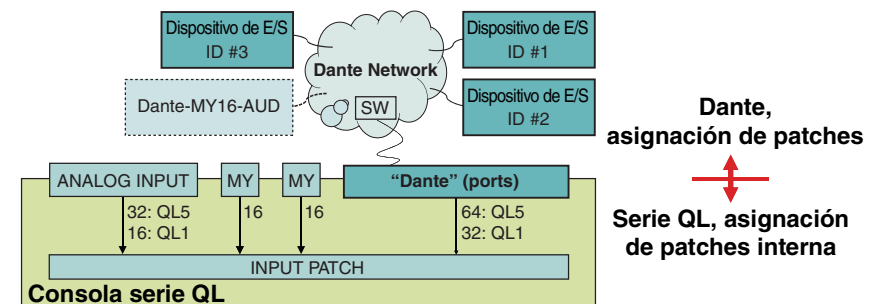 Dispositivo de E/S
ID #3
Dispositivo de E/S
ID #1
Dante Network
Dante-MY16-AUD
SW
Dispositivo de E/S
ID #2
Dante,
asignación de patches
ANALOG INPUT
MY
MY
“Dante” (ports)
32: QL5
16: QL1
16
16
64: QL5
32: QL1
Serie QL, asignación
de patches interna
INPUT PATCH
Consola serie QL